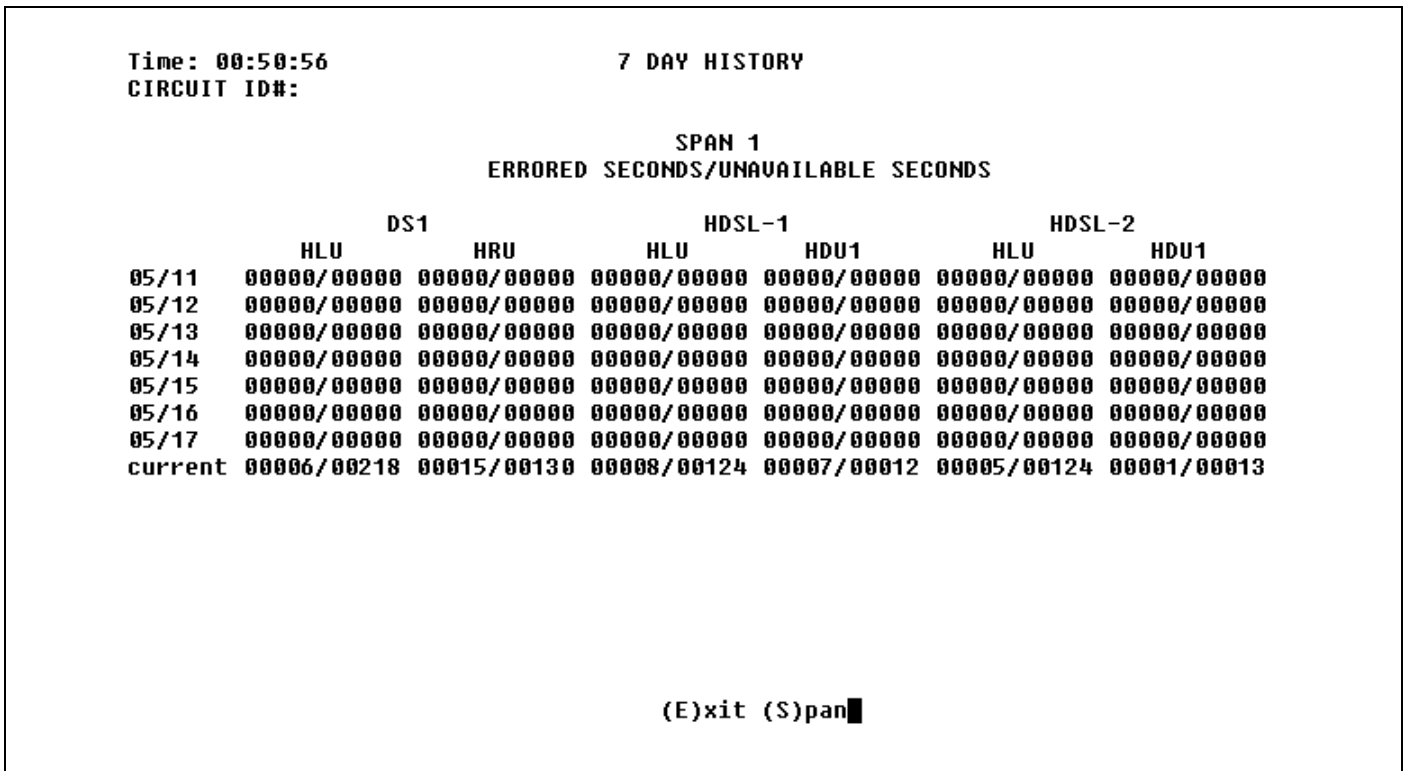 Time: 00:50:56 7 DAY HISTORY
CIRCUIT ID#:
SPAN 1
ERRORED SECONDS/UNAVAILABLE SECONDS
DS1 HDSL-1 HDSL-2
HLU HRU HLU HDU1 HLU HDU1
05/11 00000/00000 00000/00000 00000/00000 00000/00000 00000/00000 00000/00000
05/12 00000/00000 00000/00000 00000/00000 00000/00000 00000/00000 00000/00000
05/13 00000/00000 00000/00000 00000/00000 00000/00000 00000/00000 00000/00000
05/14 00000/00000 00000/00000 00000/00000 00000/00000 00000/00000 00000/00000
05/15 00000/00000 00000/00000 00000/00000 00000/00000 00000/00000 00000/00000
05/16 00000/00000 00000/00000 00000/00000 00000/00000 00000/00000 00000/00000
05/17 00000/00000 00000/00000 00000/00000 00000/00000 00000/00000 00000/00000
current 00006/00218 00015/00130 00008/00124 00007/00012 00005/00124 00001/00013
(E)xit (S)pan